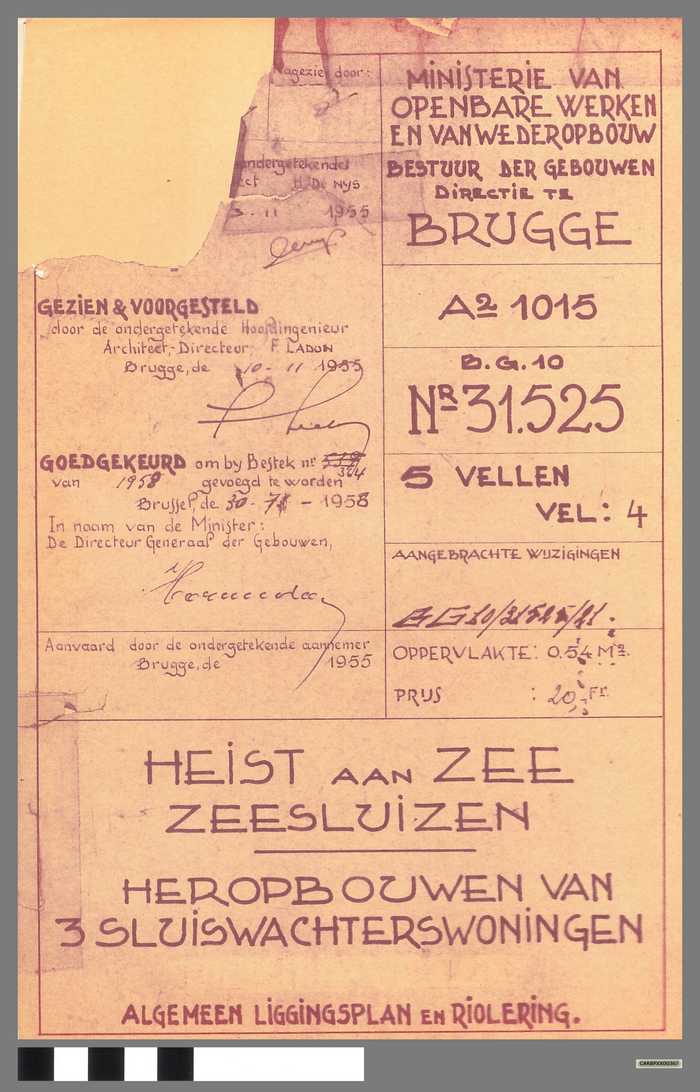 nagezien door:
ondergetekende
H. De Nys
3-11 1955
GEZIEN & VOORGESTELD
door de ondergetekende Hoofdingenieur
Architect,-Directeur F. LADON
Brugge, de 10-11 1955
GOEDGEKEURD om by Bestek nr 324
van 1958 gevoegd te worden
Brussel, de 30- - 1958
In naam van de Minister:
De Directeur Generaal der Gebouwen,
Aanvaard door de ondergetekende aannemer
Brugge, de 1955
MINISTERIE VAN
OPENBARE WERKEN
EN VAN WEDEROPBOUW
BESTUUR DER GEBOUWEN
DIRECTIE TE
BRUGGE
A2 1015
B.G.10
NR 31.525
5 VELLEN
VEL: 4
AANGEBRACHTE WIJZIGINGEN
BG10/31525/21.
OPPERVLAKTE: 0.54 M2.
PRIJS : 20,- Fr.
HEIST AAN ZEE
ZEESLUIZEN
HEROPBOUWEN VAN
3 SLUISWACHTERSWONINGEN
ALGEMEEN LIGGINGSPLAN EN RIOLERING.